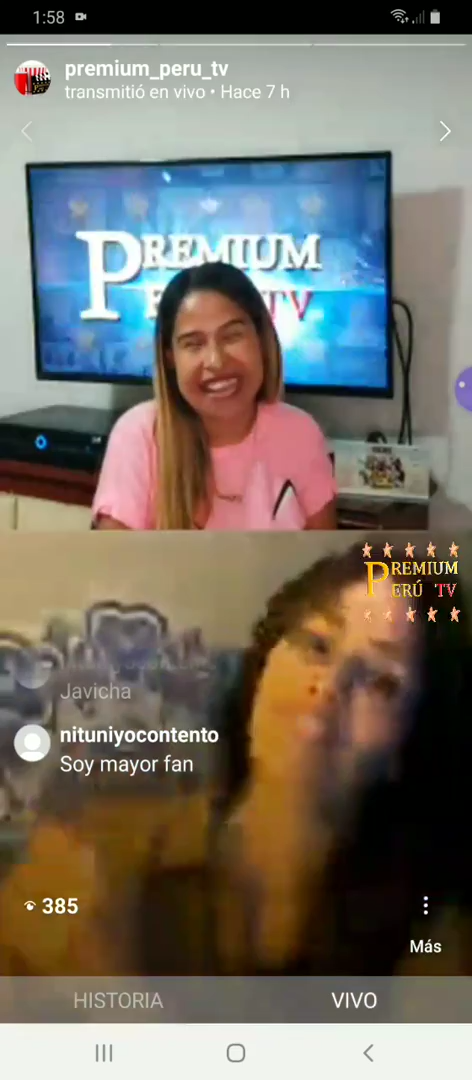 1:58
premium_peru_tv
transmitió en vivo • Hace 7 h
PREMIUM
TV
PREMIUM
PERÚ TV
Javicha
nituniyocontento
Soy mayor fan
385
Más
HISTORIA
VIVO